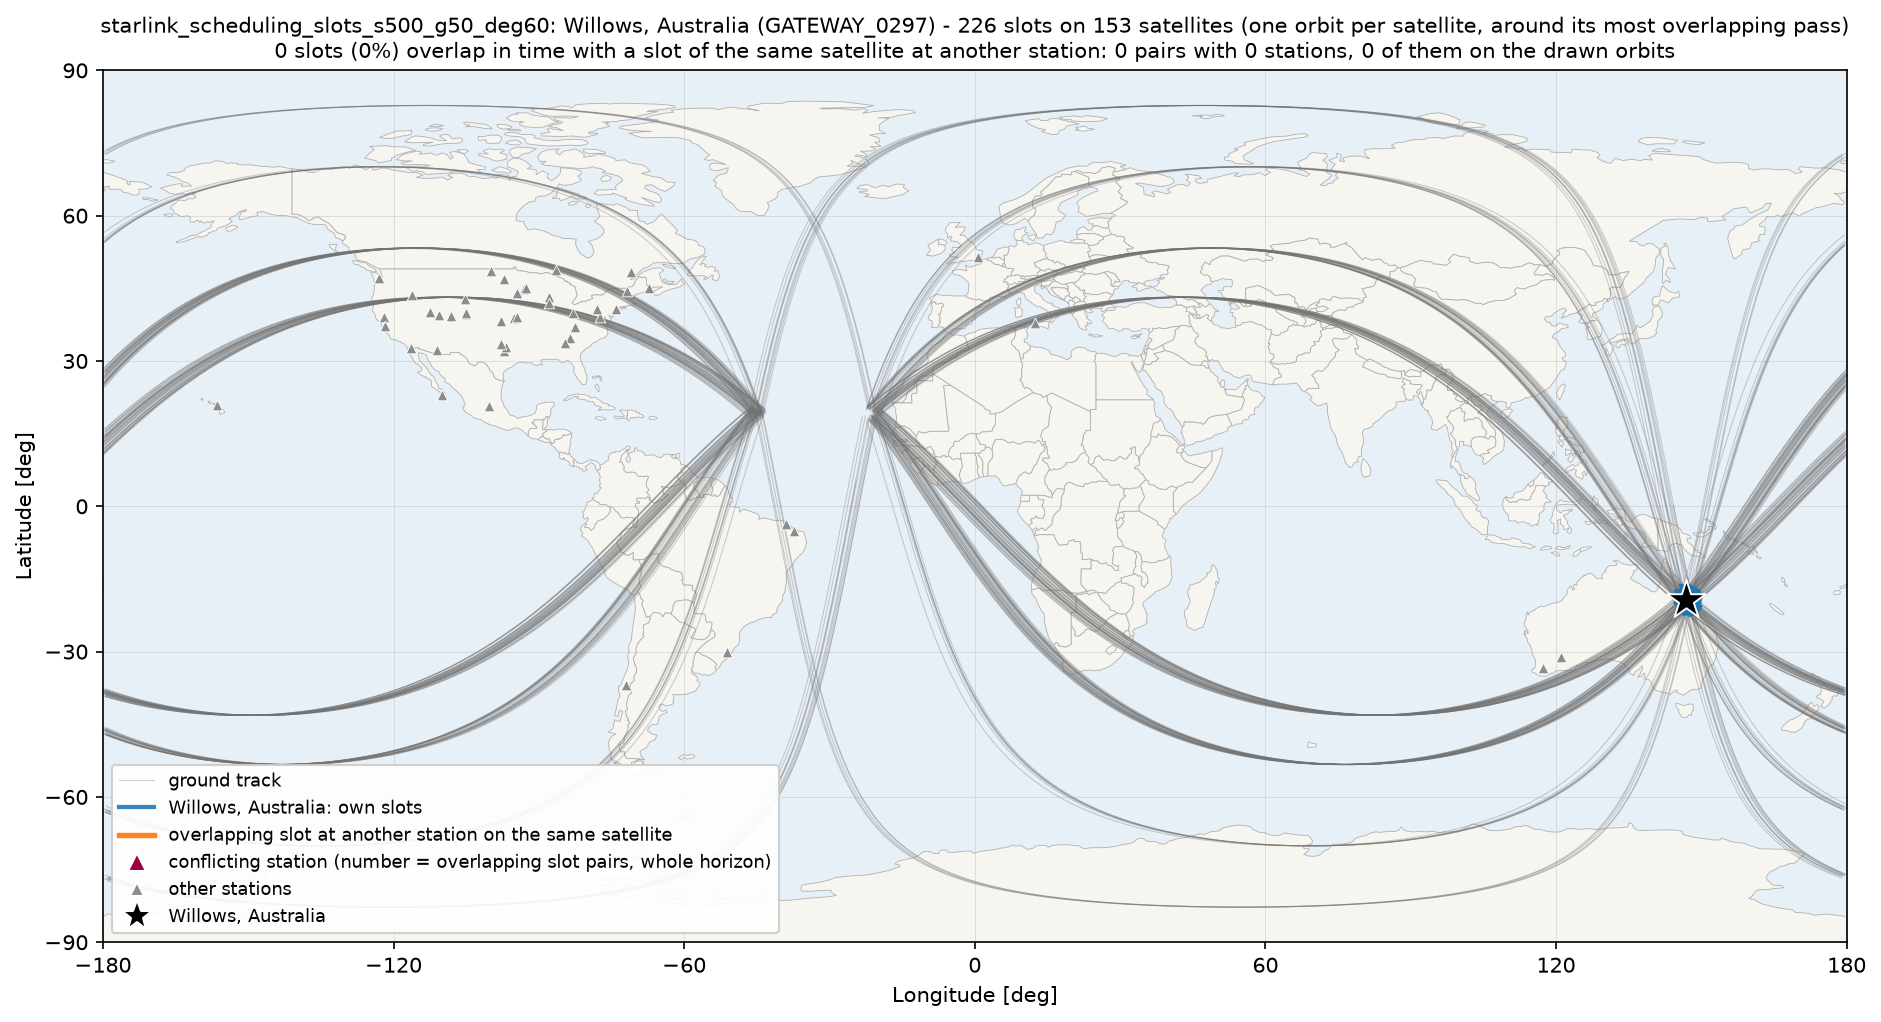 starlink_scheduling_slots_s500_g50_deg60: Willows, Australia (GATEWAY_0297) - 226 slots on 153 satellites (one orbit per satellite, around its most overlapping pass)
0 slots (0%) overlap in time with a slot of the same satellite at another station: 0 pairs with 0 stations, 0 of them on the drawn orbits
90
60
30
0
−30
−60
−90
Latitude [deg]
ground track
Willows, Australia: own slots
overlapping slot at another station on the same satellite
conflicting station (number = overlapping slot pairs, whole horizon)
other stations
Willows, Australia
−180
−120
−60
0
60
120
180
Longitude [deg]